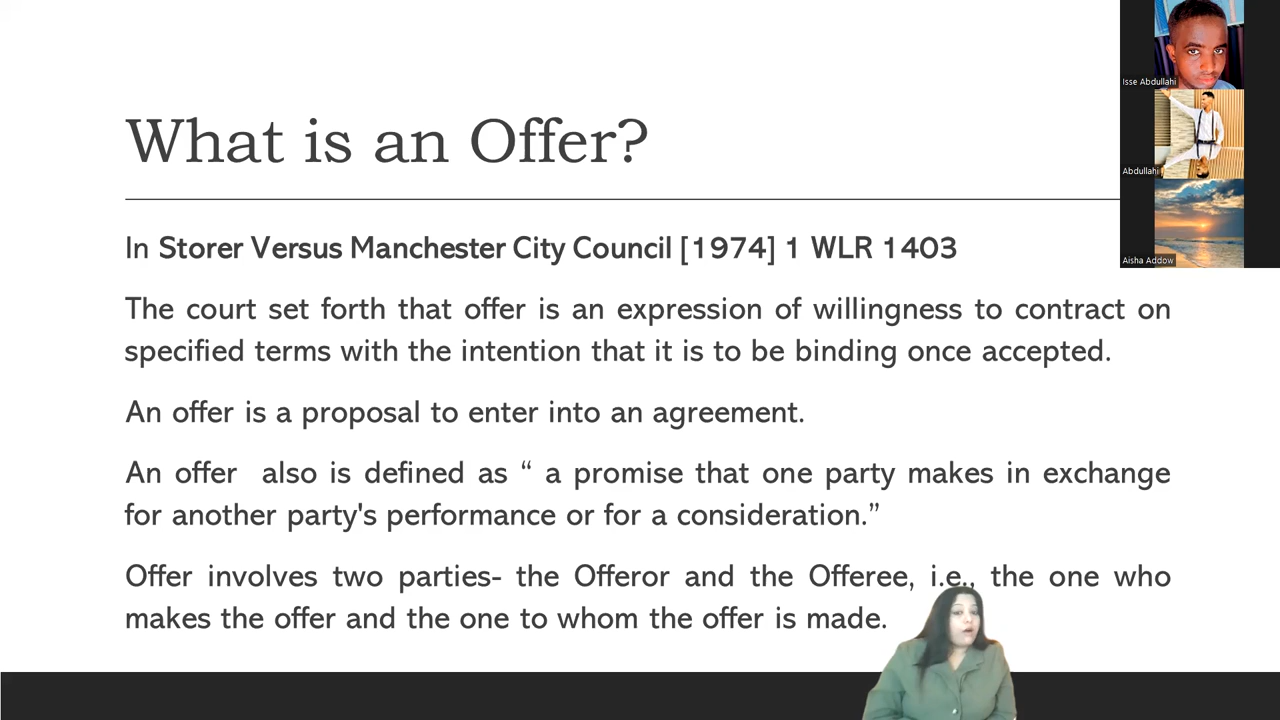 What is an Offer?
In Storer Versus Manchester City Council [1974] 1 WLR 1403
The court set forth that offer is an expression of willingness to contract on
specified terms with the intention that it is to be binding once accepted.
An offer is a proposal to enter into an agreement.
An offer  also is defined as “ a promise that one party makes in exchange
for another party's performance or for a consideration.”
Offer involves two parties- the Offeror and the Offeree, i.e., the one who
makes the offer and the one to whom the offer is made.
Isse Abdullahi
Abdullahi
Aisha Addow